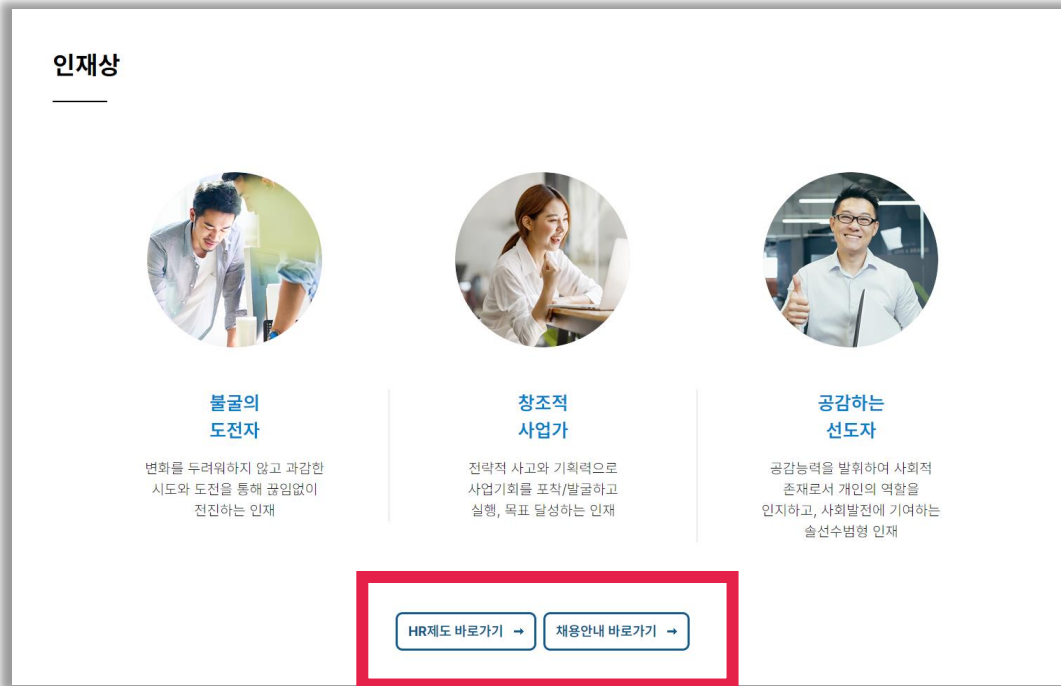 인재상
불굴의
도전자
변화를 두려워하지 않고 과감한
시도와 도전을 통해 끊임없이
전진하는 인재
창조적
사업가
전략적 사고와 기획력으로
사업기회를 포착/발굴하고
실행, 목표 달성하는 인재
공감하는
선도자
공감능력을 발휘하여 사회적
존재로서 개인의 역할을
인지하고, 사회발전에 기여하는
솔선수범형 인재
HR제도 바로가기 →
채용안내 바로가기 →